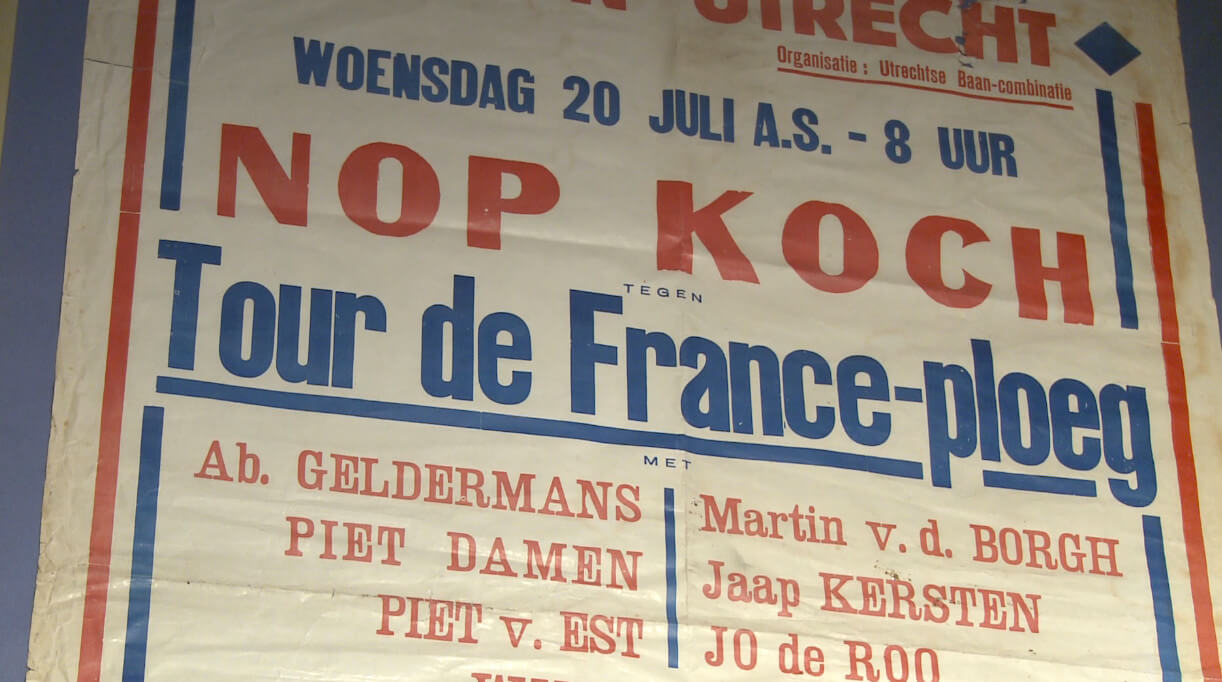 UTRECHT
Organisatie : Utrechtse Baan-combinatie
WOENSDAG 20 JULI A.S. - 8 UUR
NOP KOCH
TEGEN
Tour de France-ploeg
MET
Ab. GELDERMANS
PIET DAMEN
PIET v. EST
Martin v. d. BORGH
Jaap KERSTEN
JO de ROO